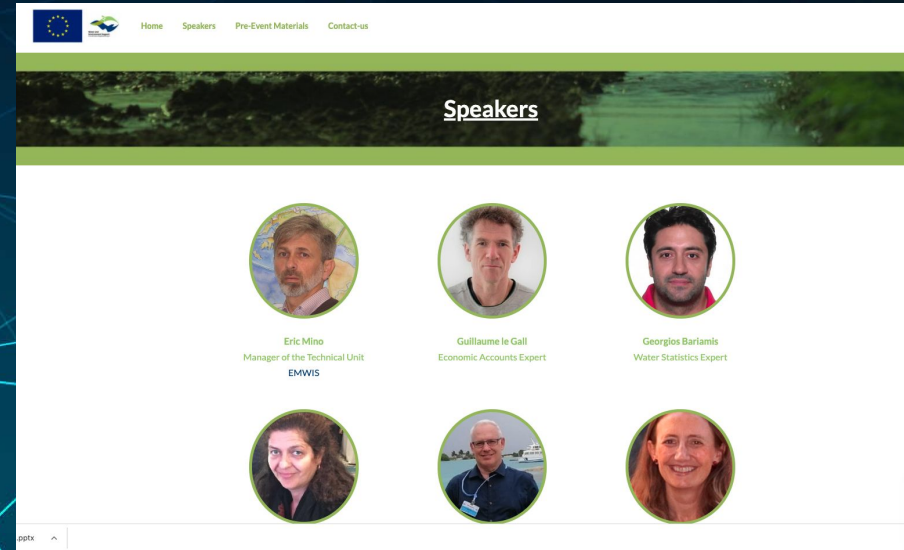 Home Speakers Pre-Event Materials Contact-us
Speakers
Eric Mino Guillaume le Gall Georgios Bariamis
Manager of the Technical Unit Economic Accounts Expert Water Statistics Expert
EMWIS
.pptx